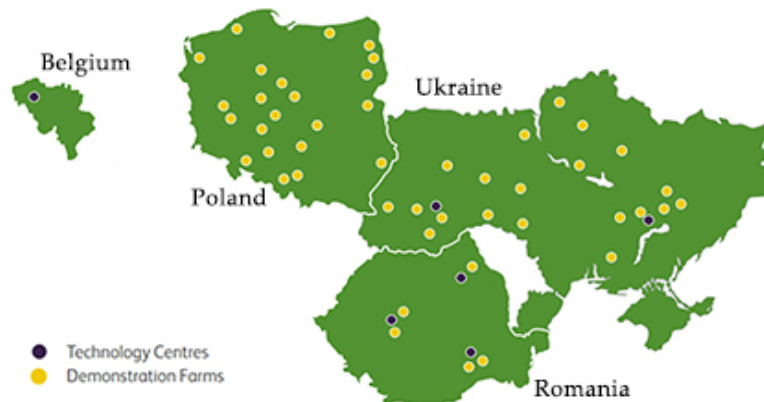 Belgium
Ukraine
Poland
Technology Centres
Demonstration Farms
Romania